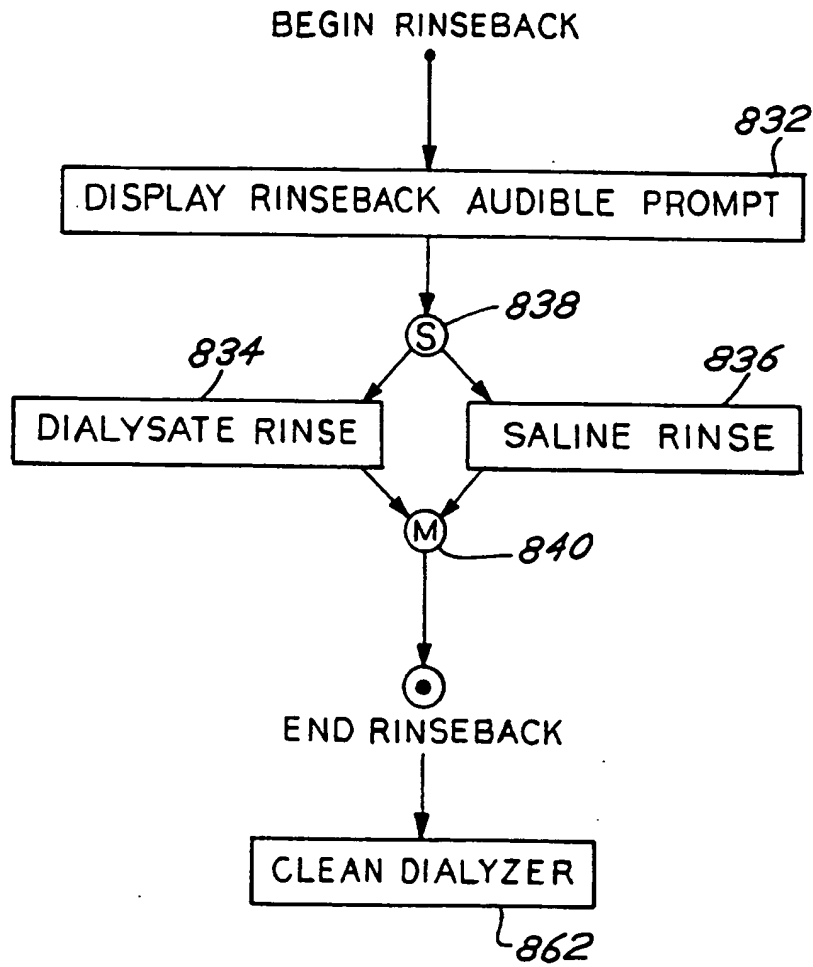 BEGIN RINSEBACK
832
DISPLAY RINSEBACK AUDIBLE PROMPT
838
S
834
836
DIALYSATE RINSE
SALINE RINSE
M
840
END RINSEBACK
CLEAN DIALYZER
862